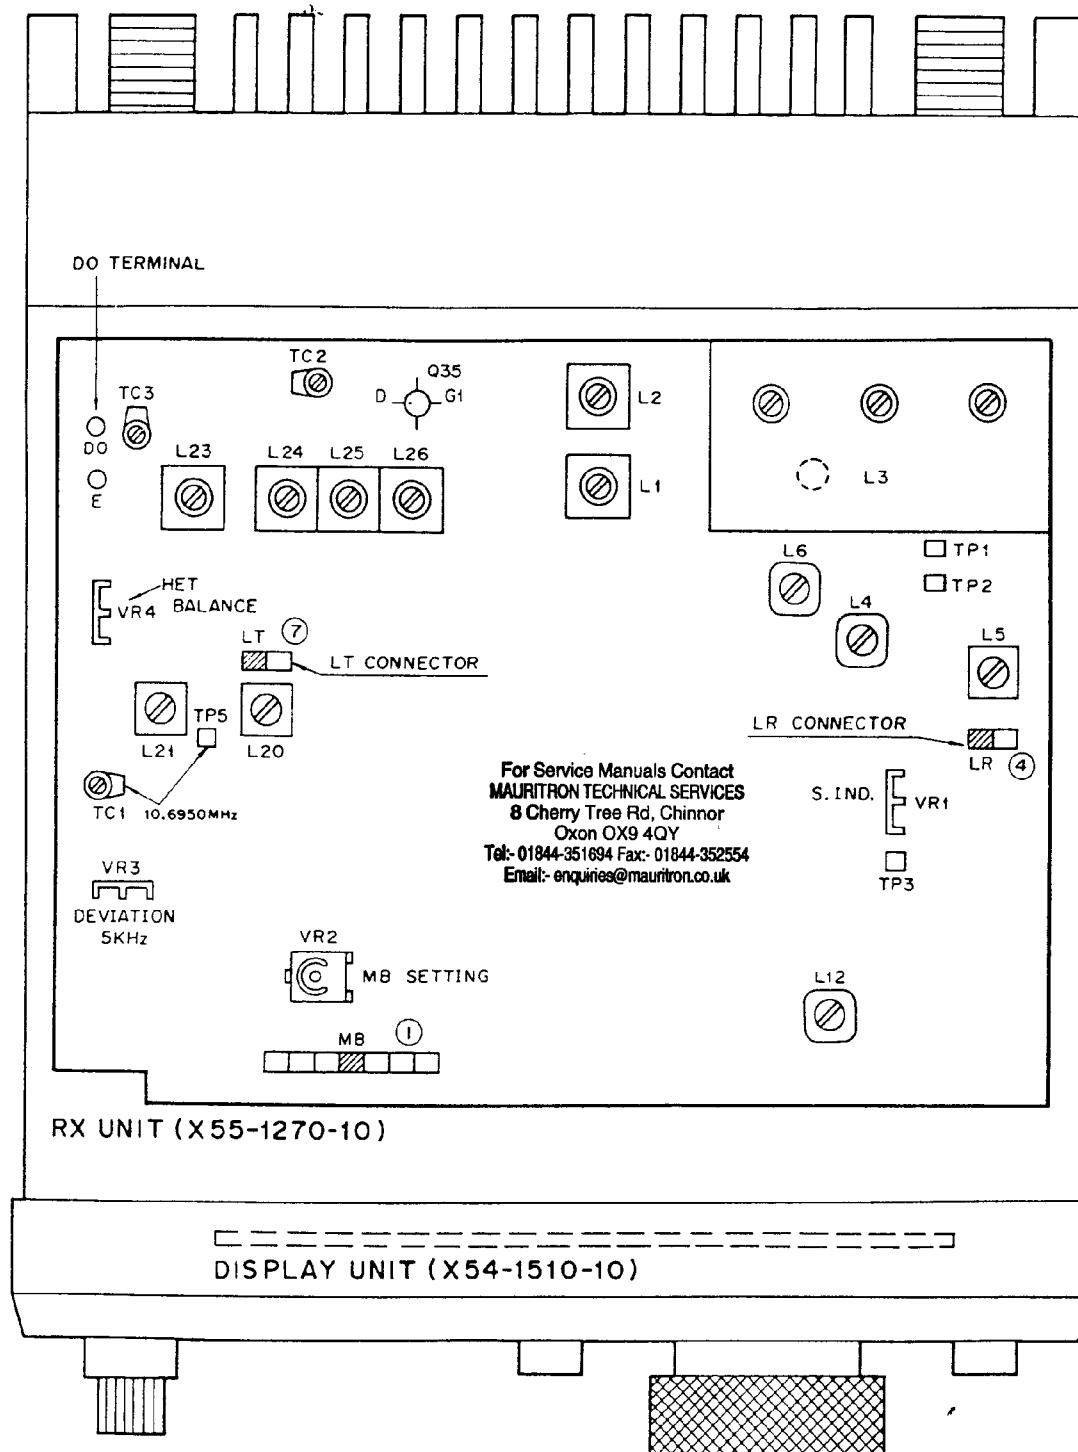 DO TERMINAL
TC2
Q35
D
G1
TC3
L2
DO
L23
L24
L25
L26
L1
L3
E
TP1
L6
TP2
HET
VR4 BALANCE
L4
LT 7
L5
LT CONNECTOR
TP5
L21
L20
LR CONNECTOR
LR 4
For Service Manuals Contact
MAURITRON TECHNICAL SERVICES
8 Cherry Tree Rd, Chinnor
Oxon OX9 4QY
Tel:- 01844-351694 Fax:- 01844-352554
Email:- enquiries@mauritron.co.uk
S. IND.
VR1
TC1
10.6950MHz
TP3
VR3
DEVIATION
5KHz
VR2
M8 SETTING
L12
M8 1
RX UNIT (X55-1270-10)
DISPLAY UNIT (X54-1510-10)